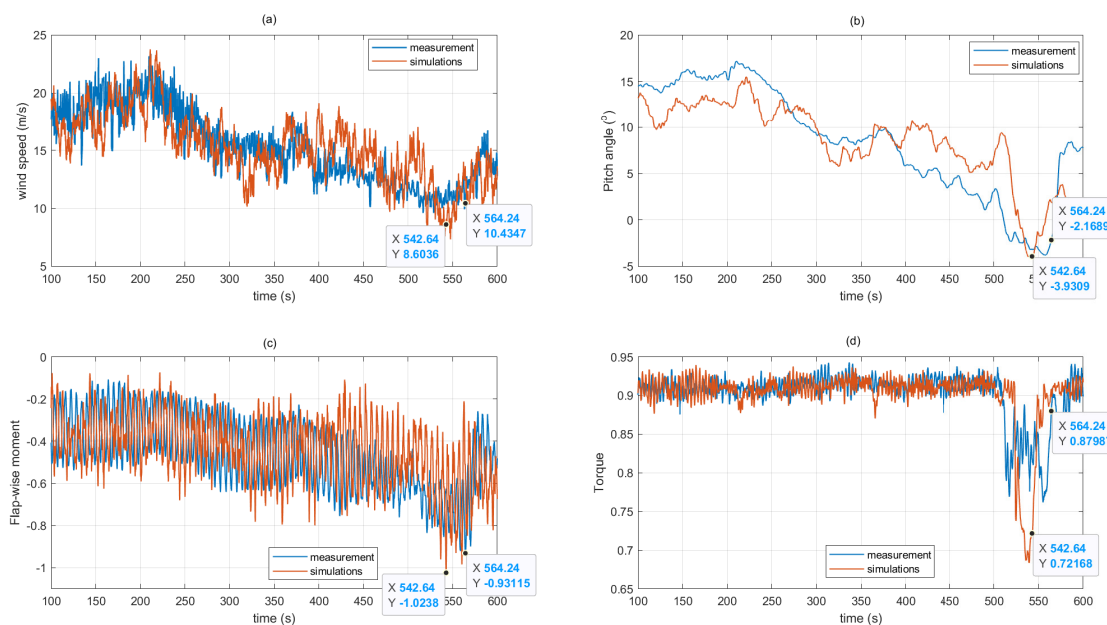 (a)
25
20
15
10
5
wind speed (m/s)
measurement
simulations
X 542.64
Y 8.6036
X 564.24
Y 10.4347
100 150 200 250 300 350 400 450 500 550 600
time (s)
(b)
20
15
10
5
0
-5
Pitch angle (°)
measurement
simulations
X 564.24
Y -2.1689
X 542.64
Y -3.9309
100 150 200 250 300 350 400 450 500 5 600
time (s)
(c)
0
-0.2
-0.4
-0.6
-0.8
-1
Flap-wise moment
measurement
simulations
X 542.64
Y -1.0238
X 564.24
Y -0.93115
100 150 200 250 300 350 400 450 500 550 600
time (s)
(d)
0.95
0.9
0.85
0.8
0.75
0.7
0.65
Torque
measurement
simulations
X 564.24
Y 0.8798
X 542.64
Y 0.72168
100 150 200 250 300 350 400 450 500 550 600
time (s)